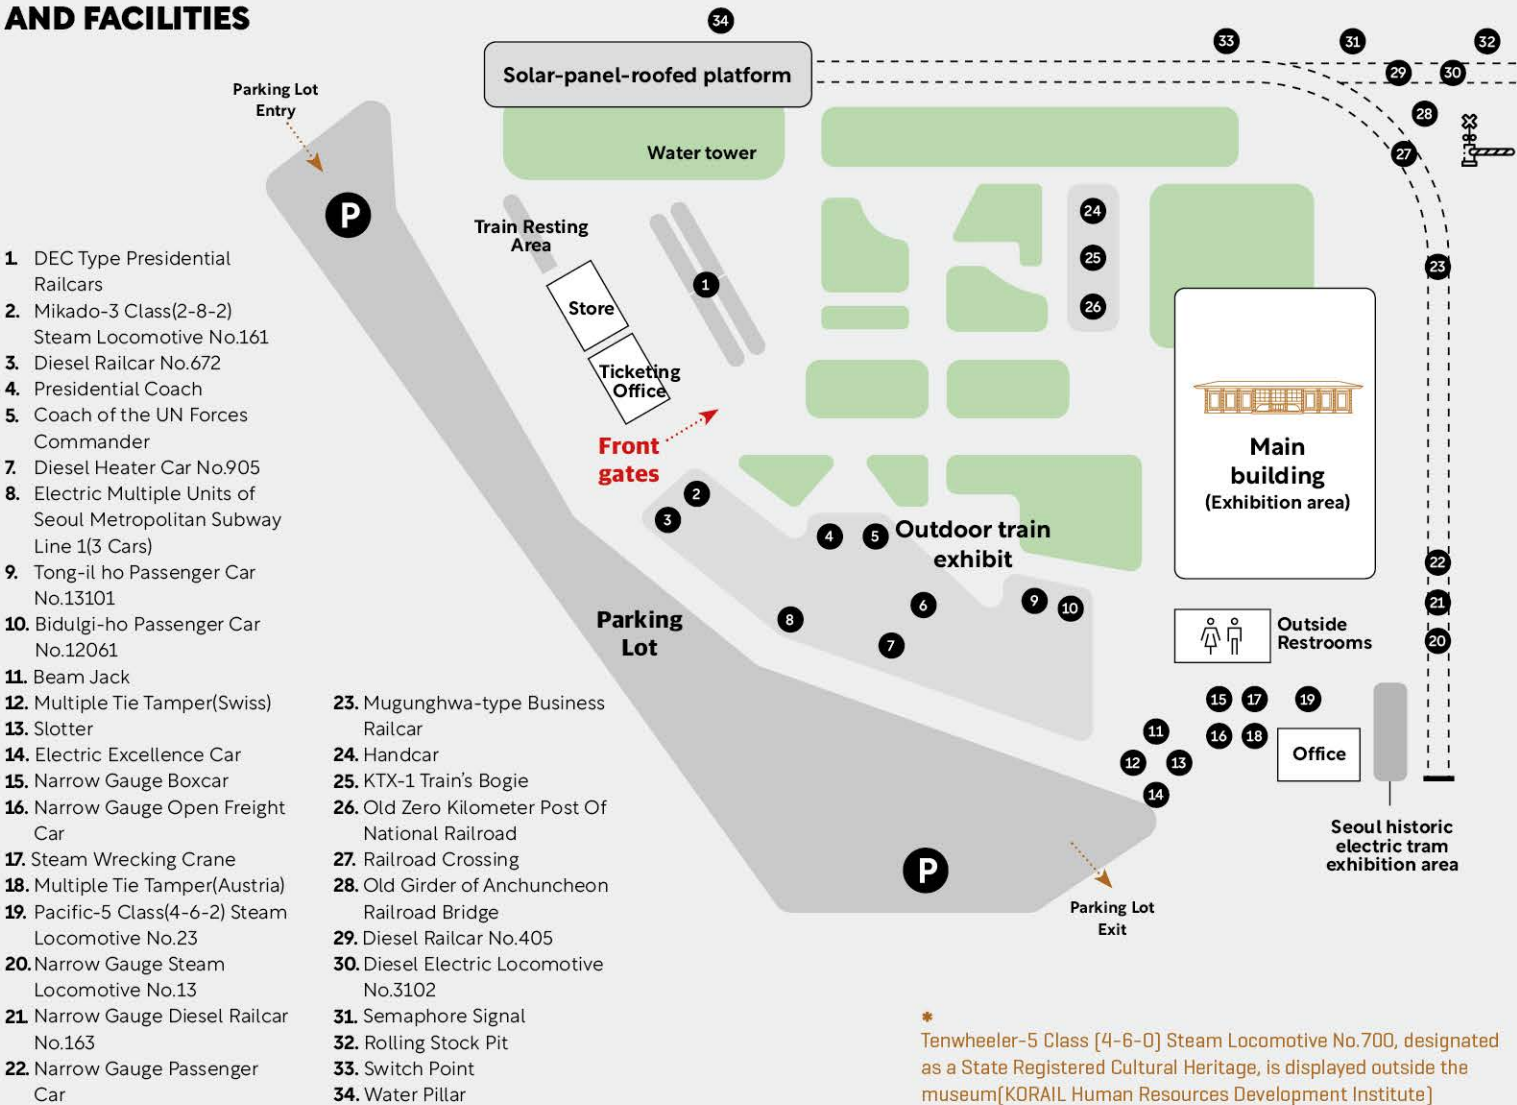 AND FACILITIES
1. DEC Type Presidential
Railcars
2. Mikado-3 Class(2-8-2)
Steam Locomotive No.161
3. Diesel Railcar No.672
4. Presidential Coach
5. Coach of the UN Forces
Commander
7. Diesel Heater Car No.905
8. Electric Multiple Units of
Seoul Metropolitan Subway
Line 1(3 Cars)
9. Tong-il ho Passenger Car
No.13101
10. Bidulgi-ho Passenger Car
No.12061
11. Beam Jack
12. Multiple Tie Tamper(Swiss)
13. Slotter
14. Electric Excellence Car
15. Narrow Gauge Boxcar
16. Narrow Gauge Open Freight
Car
17. Steam Wrecking Crane
18. Multiple Tie Tamper(Austria)
19. Pacific-5 Class(4-6-2) Steam
Locomotive No.23
20. Narrow Gauge Steam
Locomotive No.13
21. Narrow Gauge Diesel Railcar
No.163
22. Narrow Gauge Passenger
Car
23. Mugunghwa-type Business
Railcar
24. Handcar
25. KTX-1 Train's Bogie
26. Old Zero Kilometer Post Of
National Railroad
27. Railroad Crossing
28. Old Girder of Anchuncheon
Railroad Bridge
29. Diesel Railcar No.405
30. Diesel Electric Locomotive
No.3102
31. Semaphore Signal
32. Rolling Stock Pit
33. Switch Point
34. Water Pillar
34
Solar-panel-roofed platform
33
31
32
29
30
28
27
Parking Lot
Entry
P
Water tower
Train Resting
Area
Store
Ticketing
Office
1
24
25
26
23
Front
gates
Main
building
(Exhibition area)
2
3
4
5
Outdoor train
exhibit
6
7
8
9
10
22
21
20
Parking
Lot
Outside
Restrooms
15
17
19
16
18
11
12
13
14
Office
Seoul historic
electric tram
exhibition area
P
Parking Lot
Exit
*
Tenwheeler-5 Class (4-6-0) Steam Locomotive No.700, designated
as a State Registered Cultural Heritage, is displayed outside the
museum(KORAIL Human Resources Development Institute)